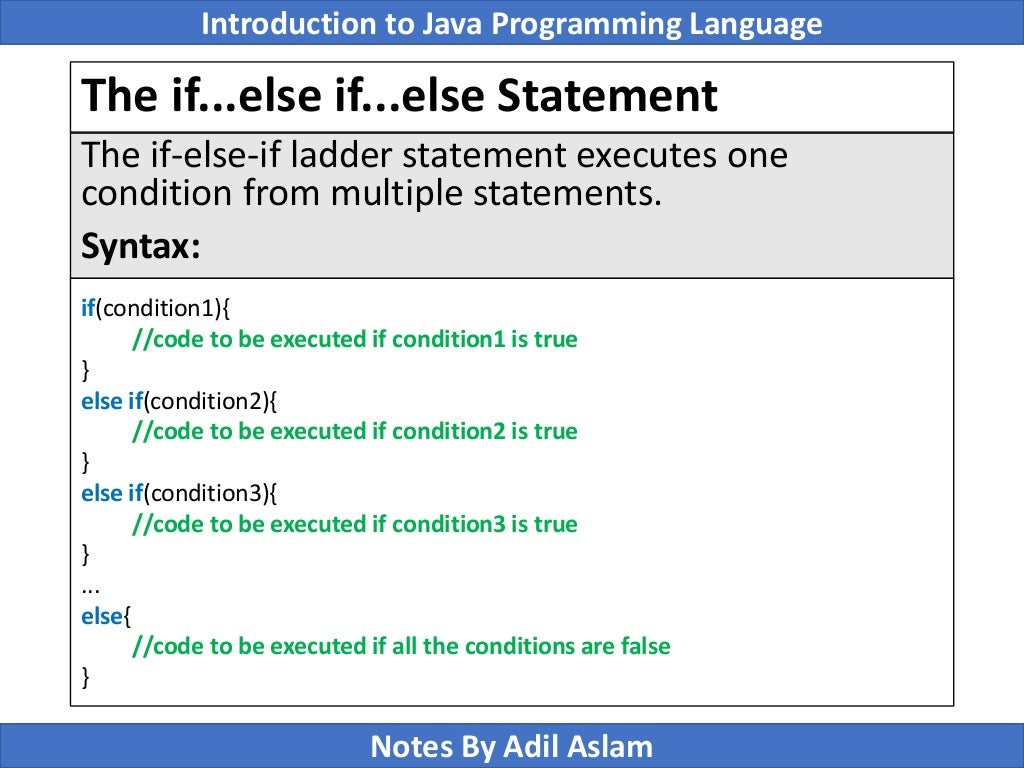 Introduction to Java Programming Language
The if...else if...else Statement
The if-else-if ladder statement executes one
condition from multiple statements.
Syntax:
if(condition1){
//code to be executed if condition1 is true
}
else if(condition2){
//code to be executed if condition2 is true
}
else if(condition3){
//code to be executed if condition3 is true
}
...
else{
//code to be executed if all the conditions are false
}
Notes By Adil Aslam